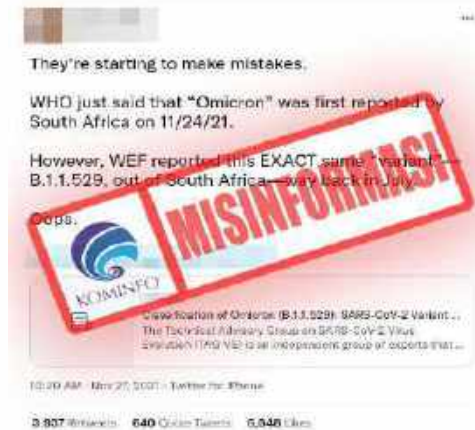 They're starting to make mistakes.
WHO just said that "Omicron" was first reported by
South Africa on 11/24/21.
However, WEF reported this EXACT same "variant"—
B.1.1.529, out of South Africa—way back in July.
Oops.
MISINFORMASI
KOMINFO
Classification of Omicron (B.1.1.529): SARS-CoV-2 Variant ...
The Technical Advisory Group on SARS-CoV-2 Virus
Evolution (TAG-VE) is an independent group of experts that ...
10:20 AM · Nov 27, 2021 · Twitter for iPhone
3,937 Retweets 640 Quote Tweets Likes